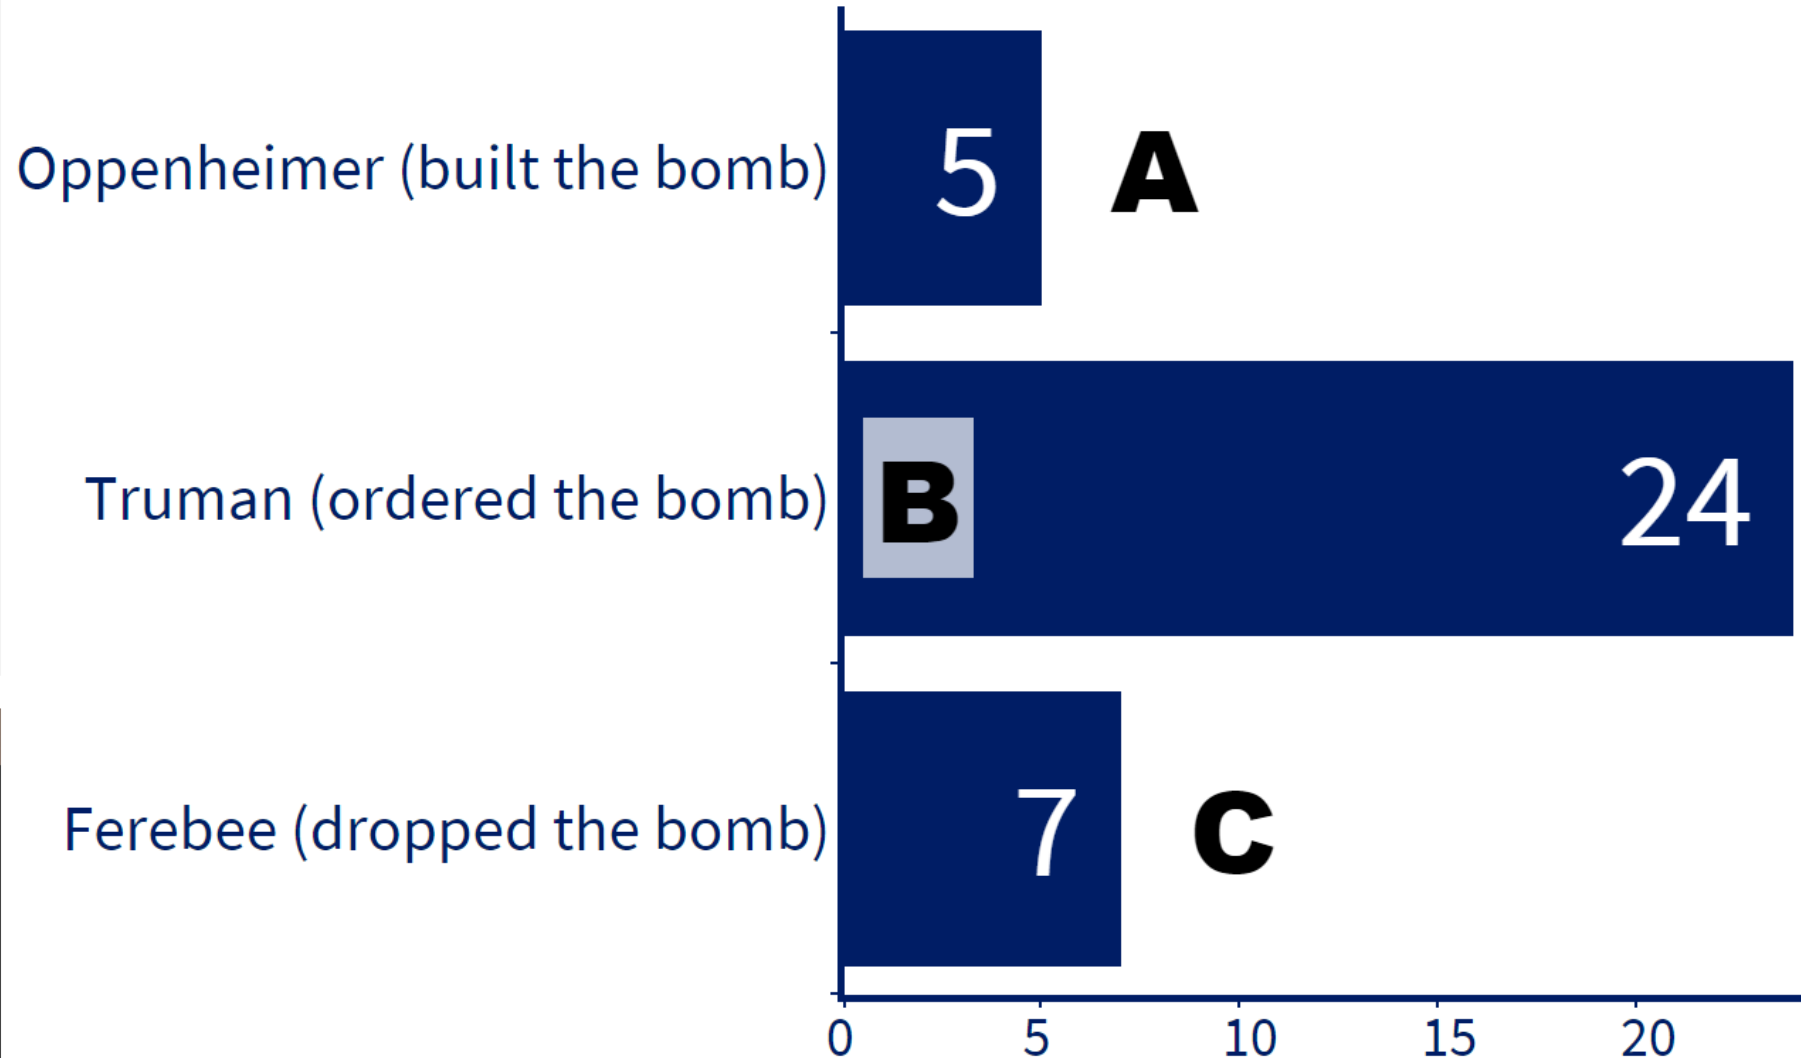 Oppenheimer (built the bomb) 5 A
Truman (ordered the bomb) B 24
Ferebee (dropped the bomb) 7 C
0 5 10 15 20